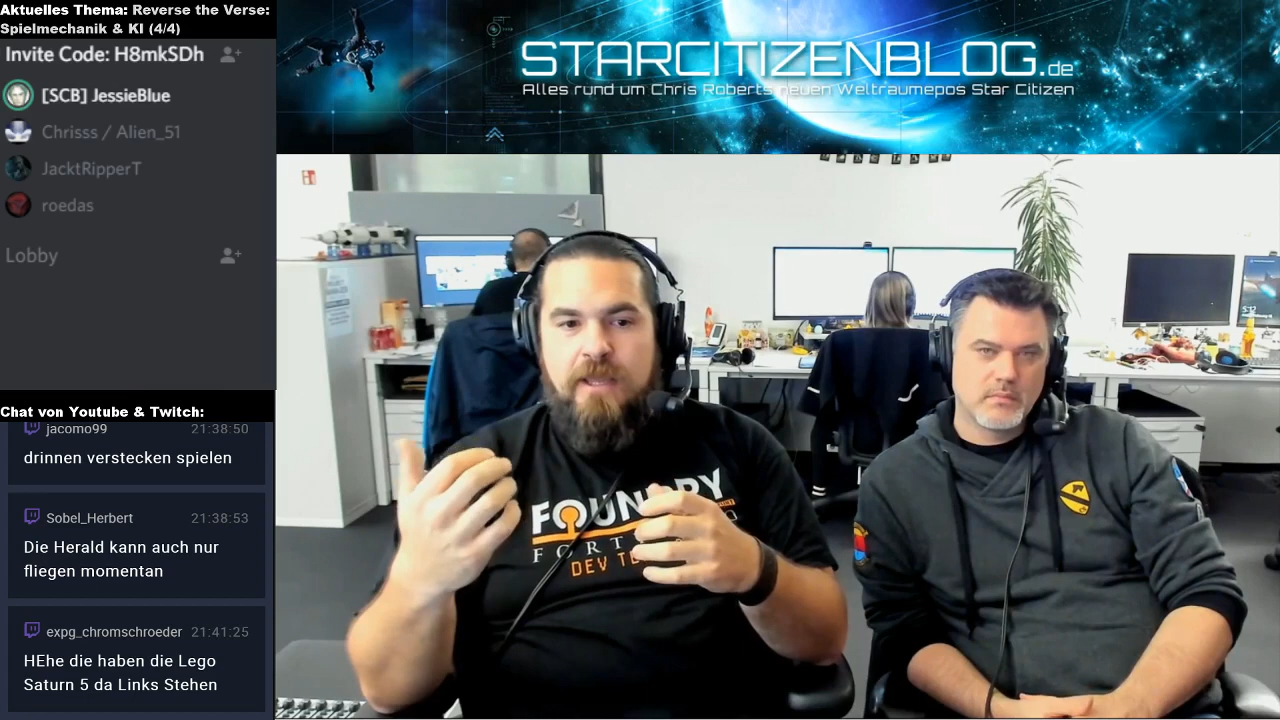 Aktuelles Thema: Reverse the Verse:
Spielmechanik & KI (4/4)
Invite Code: H8mkSDh
[SCB] JessieBlue
Chrisss / Alien_51
JacktRipperT
roedas
Lobby
Chat von Youtube & Twitch:
jacomo99 21:38:50
drinnen verstecken spielen
Sobel_Herbert 21:38:53
Die Herald kann auch nur
fliegen momentan
expg_chromschroeder 21:41:25
HEhe die haben die Lego
Saturn 5 da Links Stehen
STARCITIZENBLOG.de
Alles rund um Chris Roberts neuen Weltraumepos Star Citizen
FOUNDRY
FORT
DEV TE